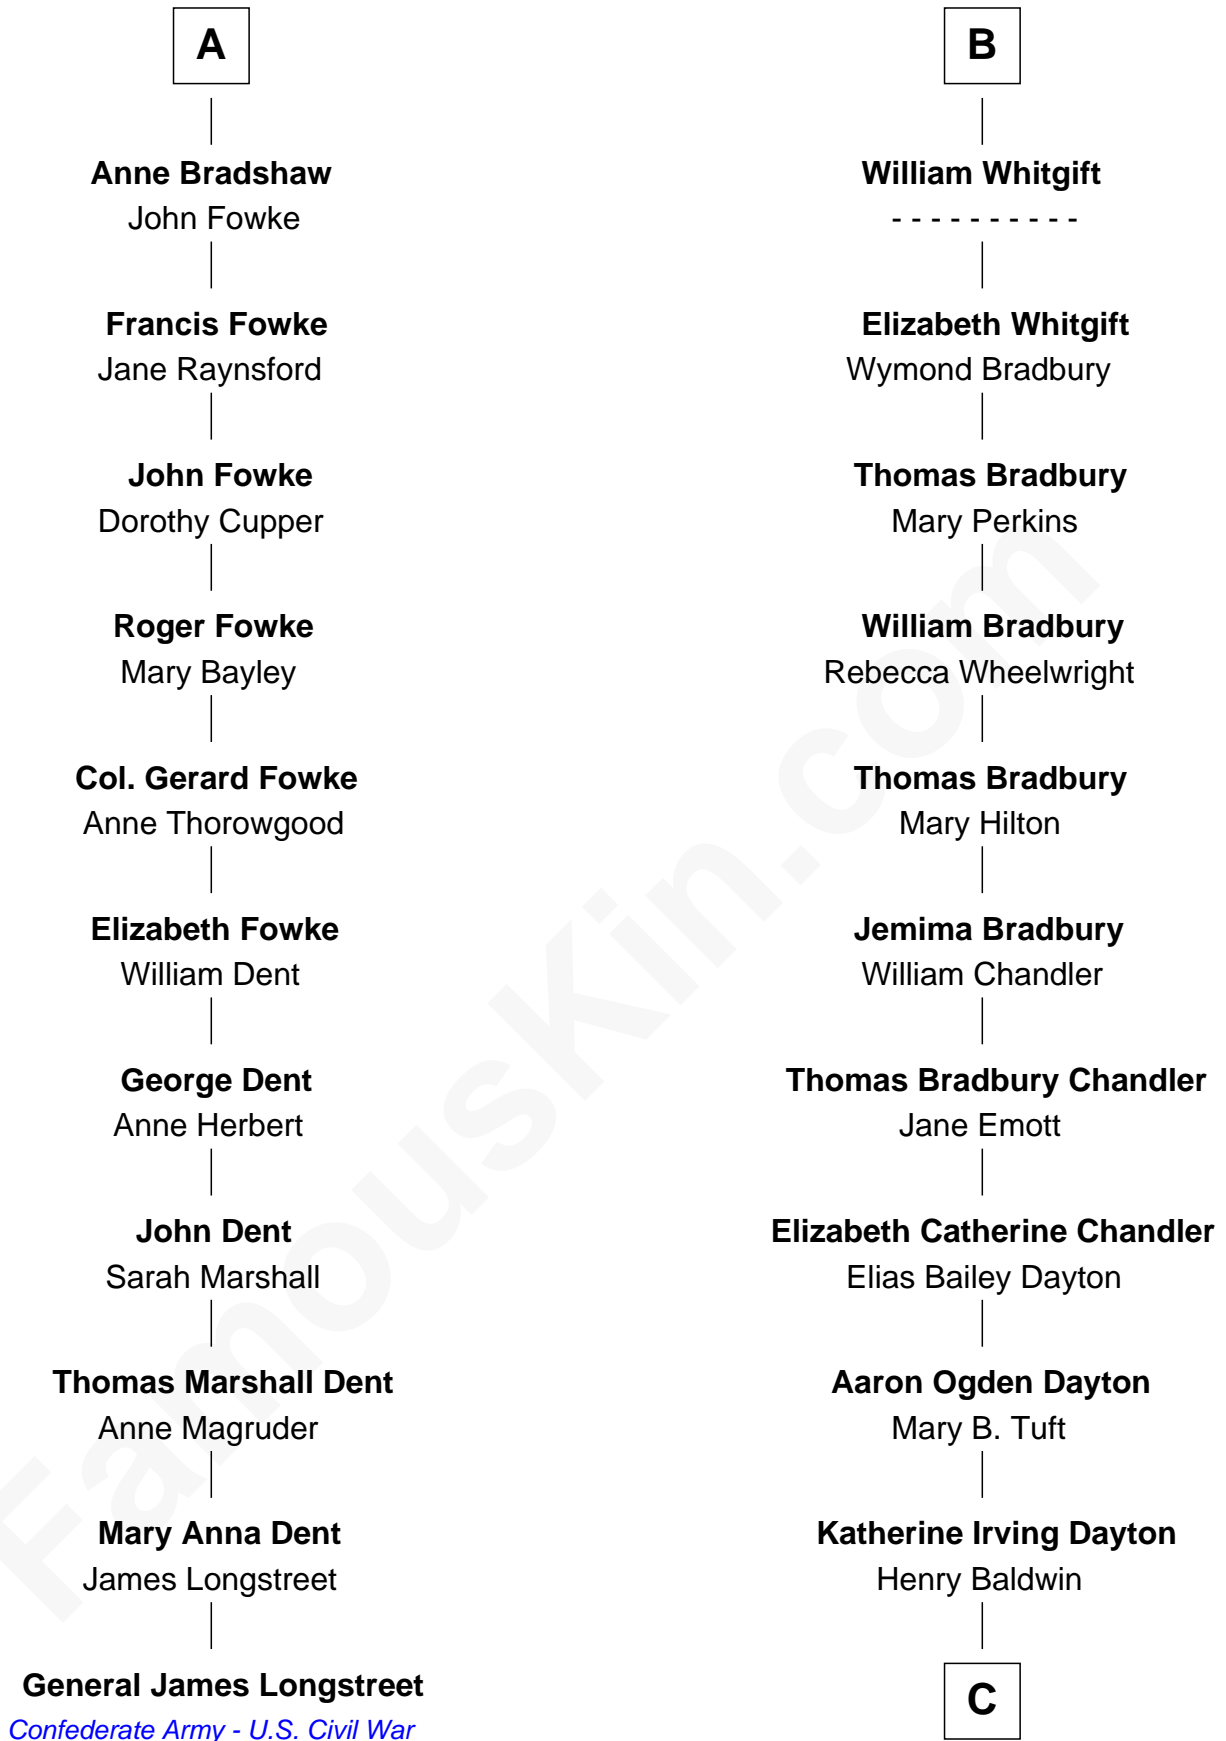 A
Anne Bradshaw
John Fowke
Francis Fowke
Jane Raynsford
John Fowke
Dorothy Cupper
Roger Fowke
Mary Bayley
Col. Gerard Fowke
Anne Thorowgood
Elizabeth Fowke
William Dent
George Dent
Anne Herbert
John Dent
Sarah Marshall
Thomas Marshall Dent
Anne Magruder
Mary Anna Dent
James Longstreet
General James Longstreet
Confederate Army - U.S. Civil War
B
William Whitgift
- - - - - - - - - -
Elizabeth Whitgift
Wymond Bradbury
Thomas Bradbury
Mary Perkins
William Bradbury
Rebecca Wheelwright
Thomas Bradbury
Mary Hilton
Jemima Bradbury
William Chandler
Thomas Bradbury Chandler
Jane Emott
Elizabeth Catherine Chandler
Elias Bailey Dayton
Aaron Ogden Dayton
Mary B. Tuft
Katherine Irving Dayton
Henry Baldwin
C
FamousKin.com